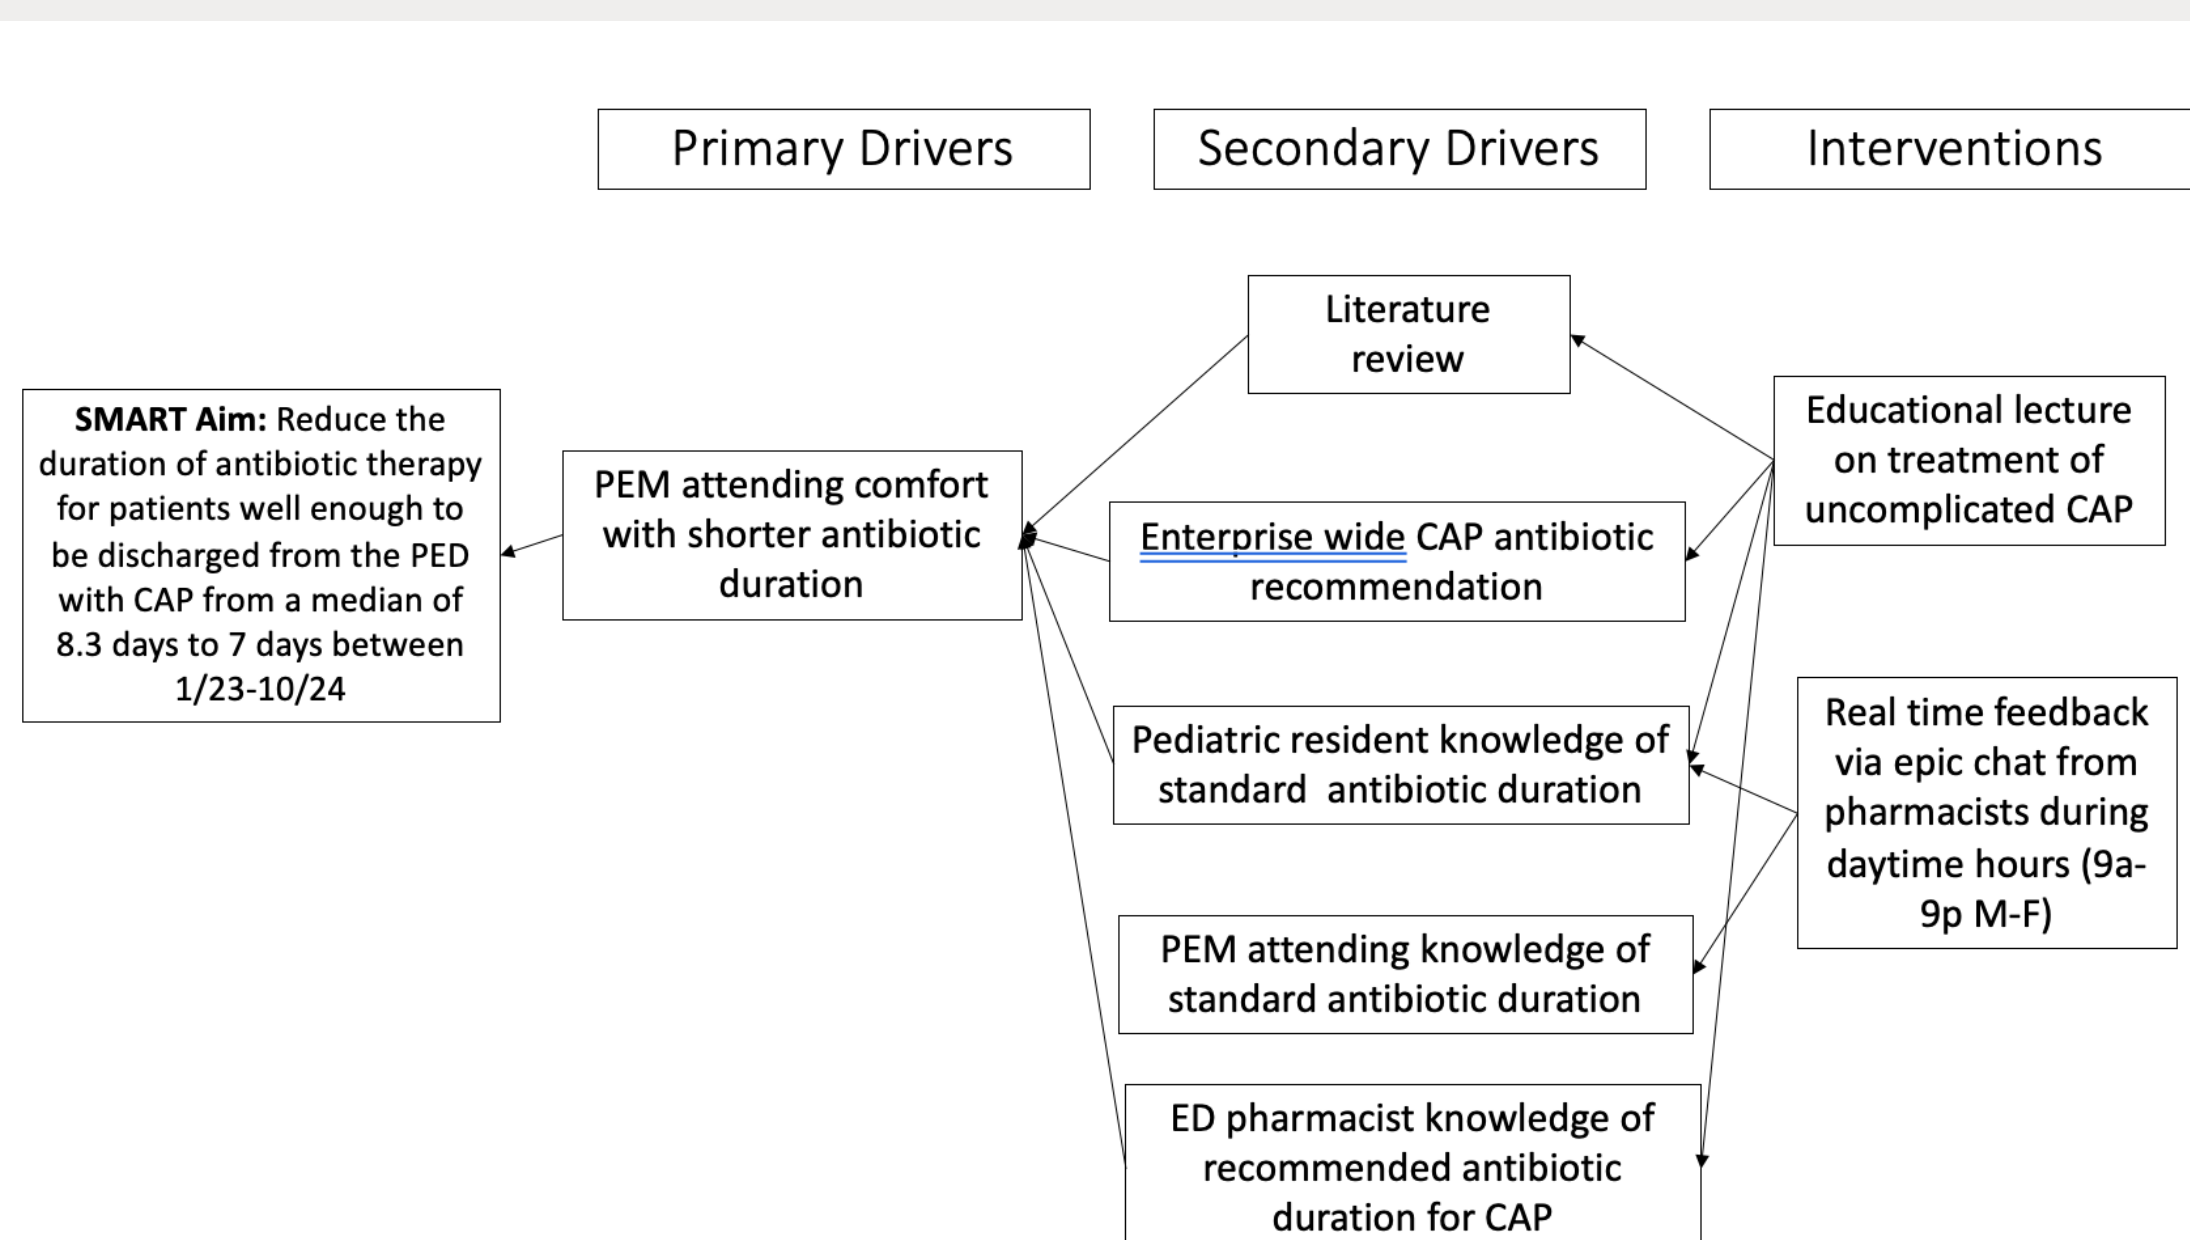 Primary Drivers
Secondary Drivers
Interventions
Literature
review
SMART Aim: Reduce the
duration of antibiotic therapy
for patients well enough to
be discharged from the PED
with CAP from a median of
8.3 days to 7 days between
1/23-10/24
PEM attending comfort
with shorter antibiotic
duration
Enterprise wide CAP antibiotic
recommendation
Pediatric resident knowledge of
standard  antibiotic duration
PEM attending knowledge of
standard antibiotic duration
ED pharmacist knowledge of
recommended antibiotic
duration for CAP
Educational lecture
on treatment of
uncomplicated CAP
Real time feedback
via epic chat from
pharmacists during
daytime hours (9a-
9p M-F)